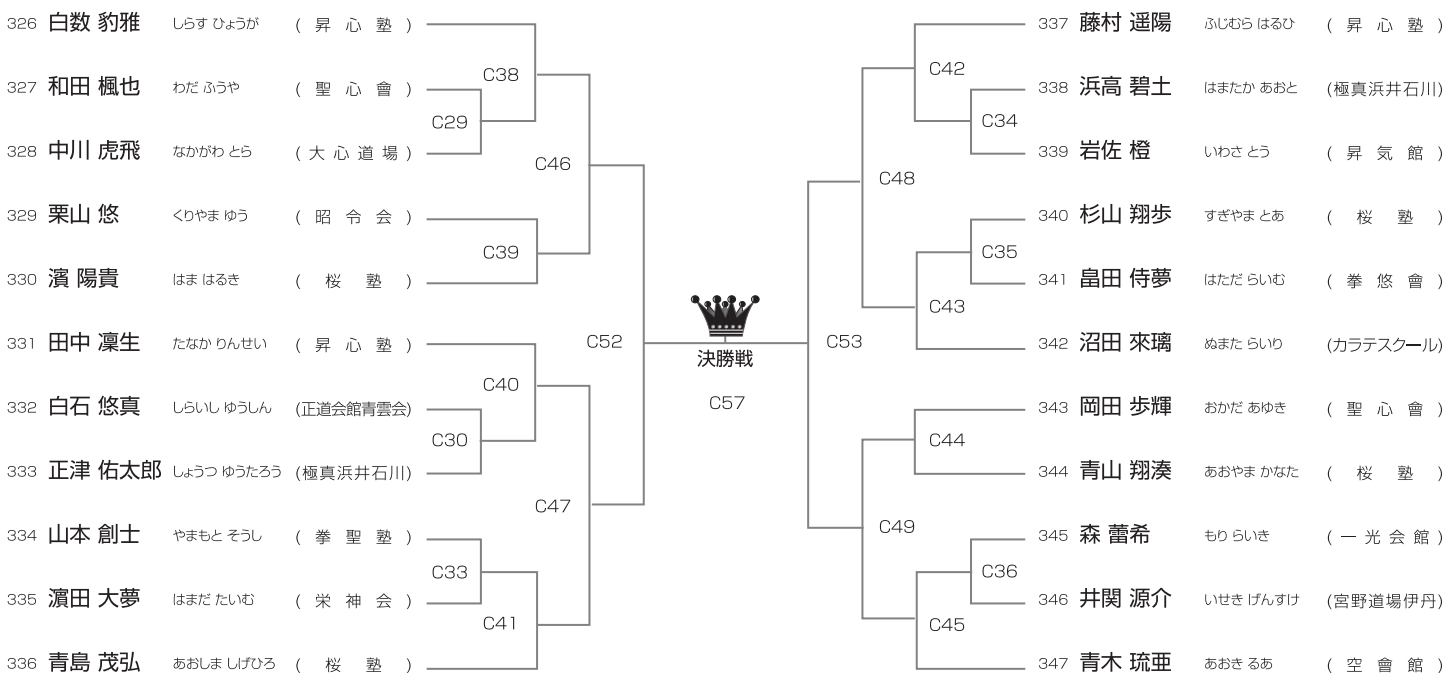 326 白数 豹雅 しらす ひょうが ( 昇 心 塾 )
327 和田 楓也 わだ ふうや ( 聖 心 會 )
328 中川 虎飛 なかがわ とら ( 大 心 道 場 )
329 栗山 悠 くりやま ゆう ( 昭 令 会 )
330 濱 陽貴 はま はるき ( 桜 塾 )
331 田中 凜生 たなか りんせい ( 昇 心 塾 )
332 白石 悠真 しらいし ゆうしん (正道会館青雲会)
333 正津 佑太郎 しょうつ ゆうたろう (極真浜井石川)
334 山本 創士 やまもと そうし ( 拳 聖 塾 )
335 濵田 大夢 はまだ たいむ ( 栄 神 会 )
336 青島 茂弘 あおしま しげひろ ( 桜 塾 )
C38
C29
C46
C39
C52
C40
C30
C47
C33
C41
決勝戦
C57
C42
C34
C48
C35
C43
C53
C44
C49
C36
C45
337 藤村 遥陽 ふじむら はるひ ( 昇 心 塾 )
338 浜高 碧土 はまたか あおと (極真浜井石川)
339 岩佐 橙 いわさ とう ( 昇 気 館 )
340 杉山 翔歩 すぎやま とあ ( 桜 塾 )
341 畠田 侍夢 はただ らいむ ( 拳 悠 會 )
342 沼田 來璃 ぬまた らいり (カラテスクール)
343 岡田 歩輝 おかだ あゆき ( 聖 心 會 )
344 青山 翔湊 あおやま かなた ( 桜 塾 )
345 森 蕾希 もり らいき ( 一 光 会 館 )
346 井関 源介 いせき げんすけ (宮野道場伊丹)
347 青木 琉亜 あおき るあ ( 空 會 館 )